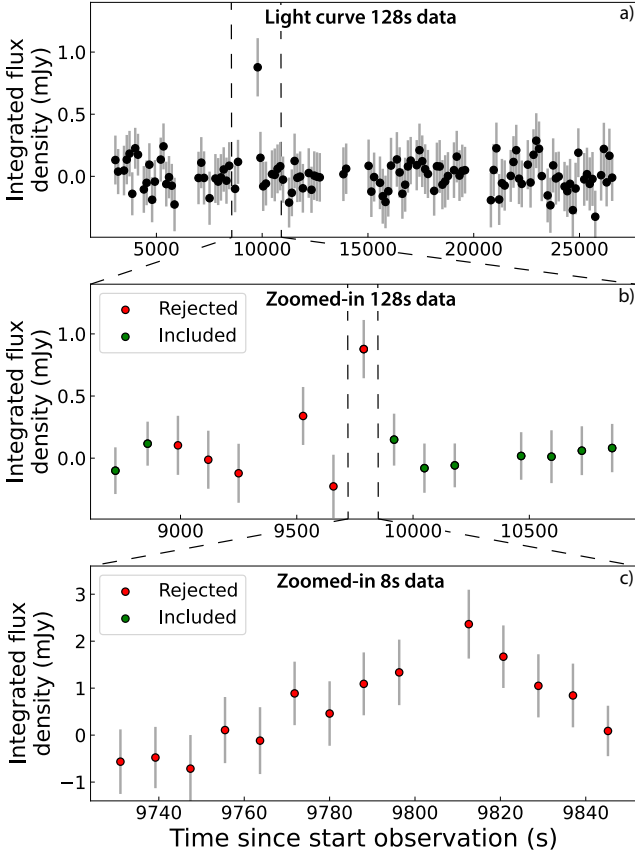 Light curve 128s data
a)
Integrated flux
density (mJy)
1.0
0.5
0.0
5000 10000 15000 20000 25000
Zoomed-in 128s data
b)
Rejected
Included
Integrated flux
density (mJy)
1.0
0.5
0.0
9000 9500 10000 10500
Zoomed-in 8s data
c)
Rejected
Included
Integrated flux
density (mJy)
3
2
1
0
−1
9740 9760 9780 9800 9820 9840
Time since start observation (s)